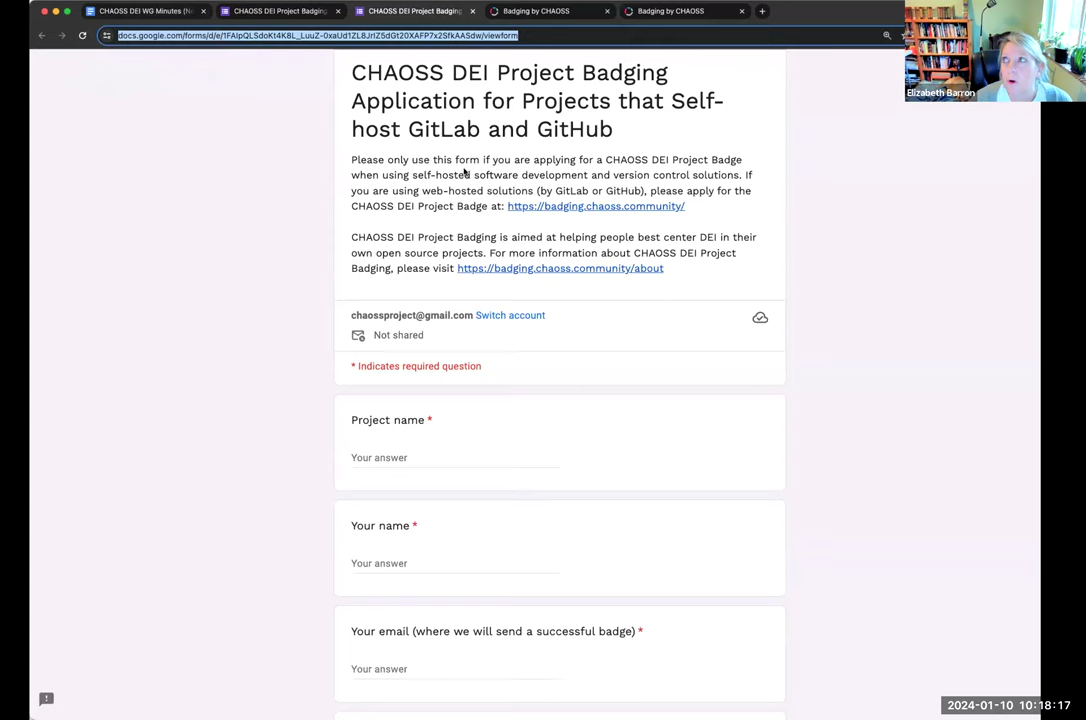 CHAOSS DEI WG Minutes (N
CHAOSS DEI Project Badging
CHAOSS DEI Project Badging
Badging by CHAOSS
Badging by CHAOSS
docs.google.com/forms/d/e/1FAIpQLSdoKt4K8L_LuuZ-0xaUd1ZL8JrIZ5dGt20XAFP7x2SfkAASdw/viewform
Elizabeth Barron
CHAOSS DEI Project Badging
Application for Projects that Self-
host GitLab and GitHub
Please only use this form if you are applying for a CHAOSS DEI Project Badge
when using self-hosted software development and version control solutions. If
you are using web-hosted solutions (by GitLab or GitHub), please apply for the
CHAOSS DEI Project Badge at: https://badging.chaoss.community/
CHAOSS DEI Project Badging is aimed at helping people best center DEI in their
own open source projects. For more information about CHAOSS DEI Project
Badging, please visit https://badging.chaoss.community/about
chaossproject@gmail.com Switch account
Not shared
* Indicates required question
Project name *
Your answer
Your name *
Your answer
Your email (where we will send a successful badge) *
Your answer
2024-01-10 10:18:17